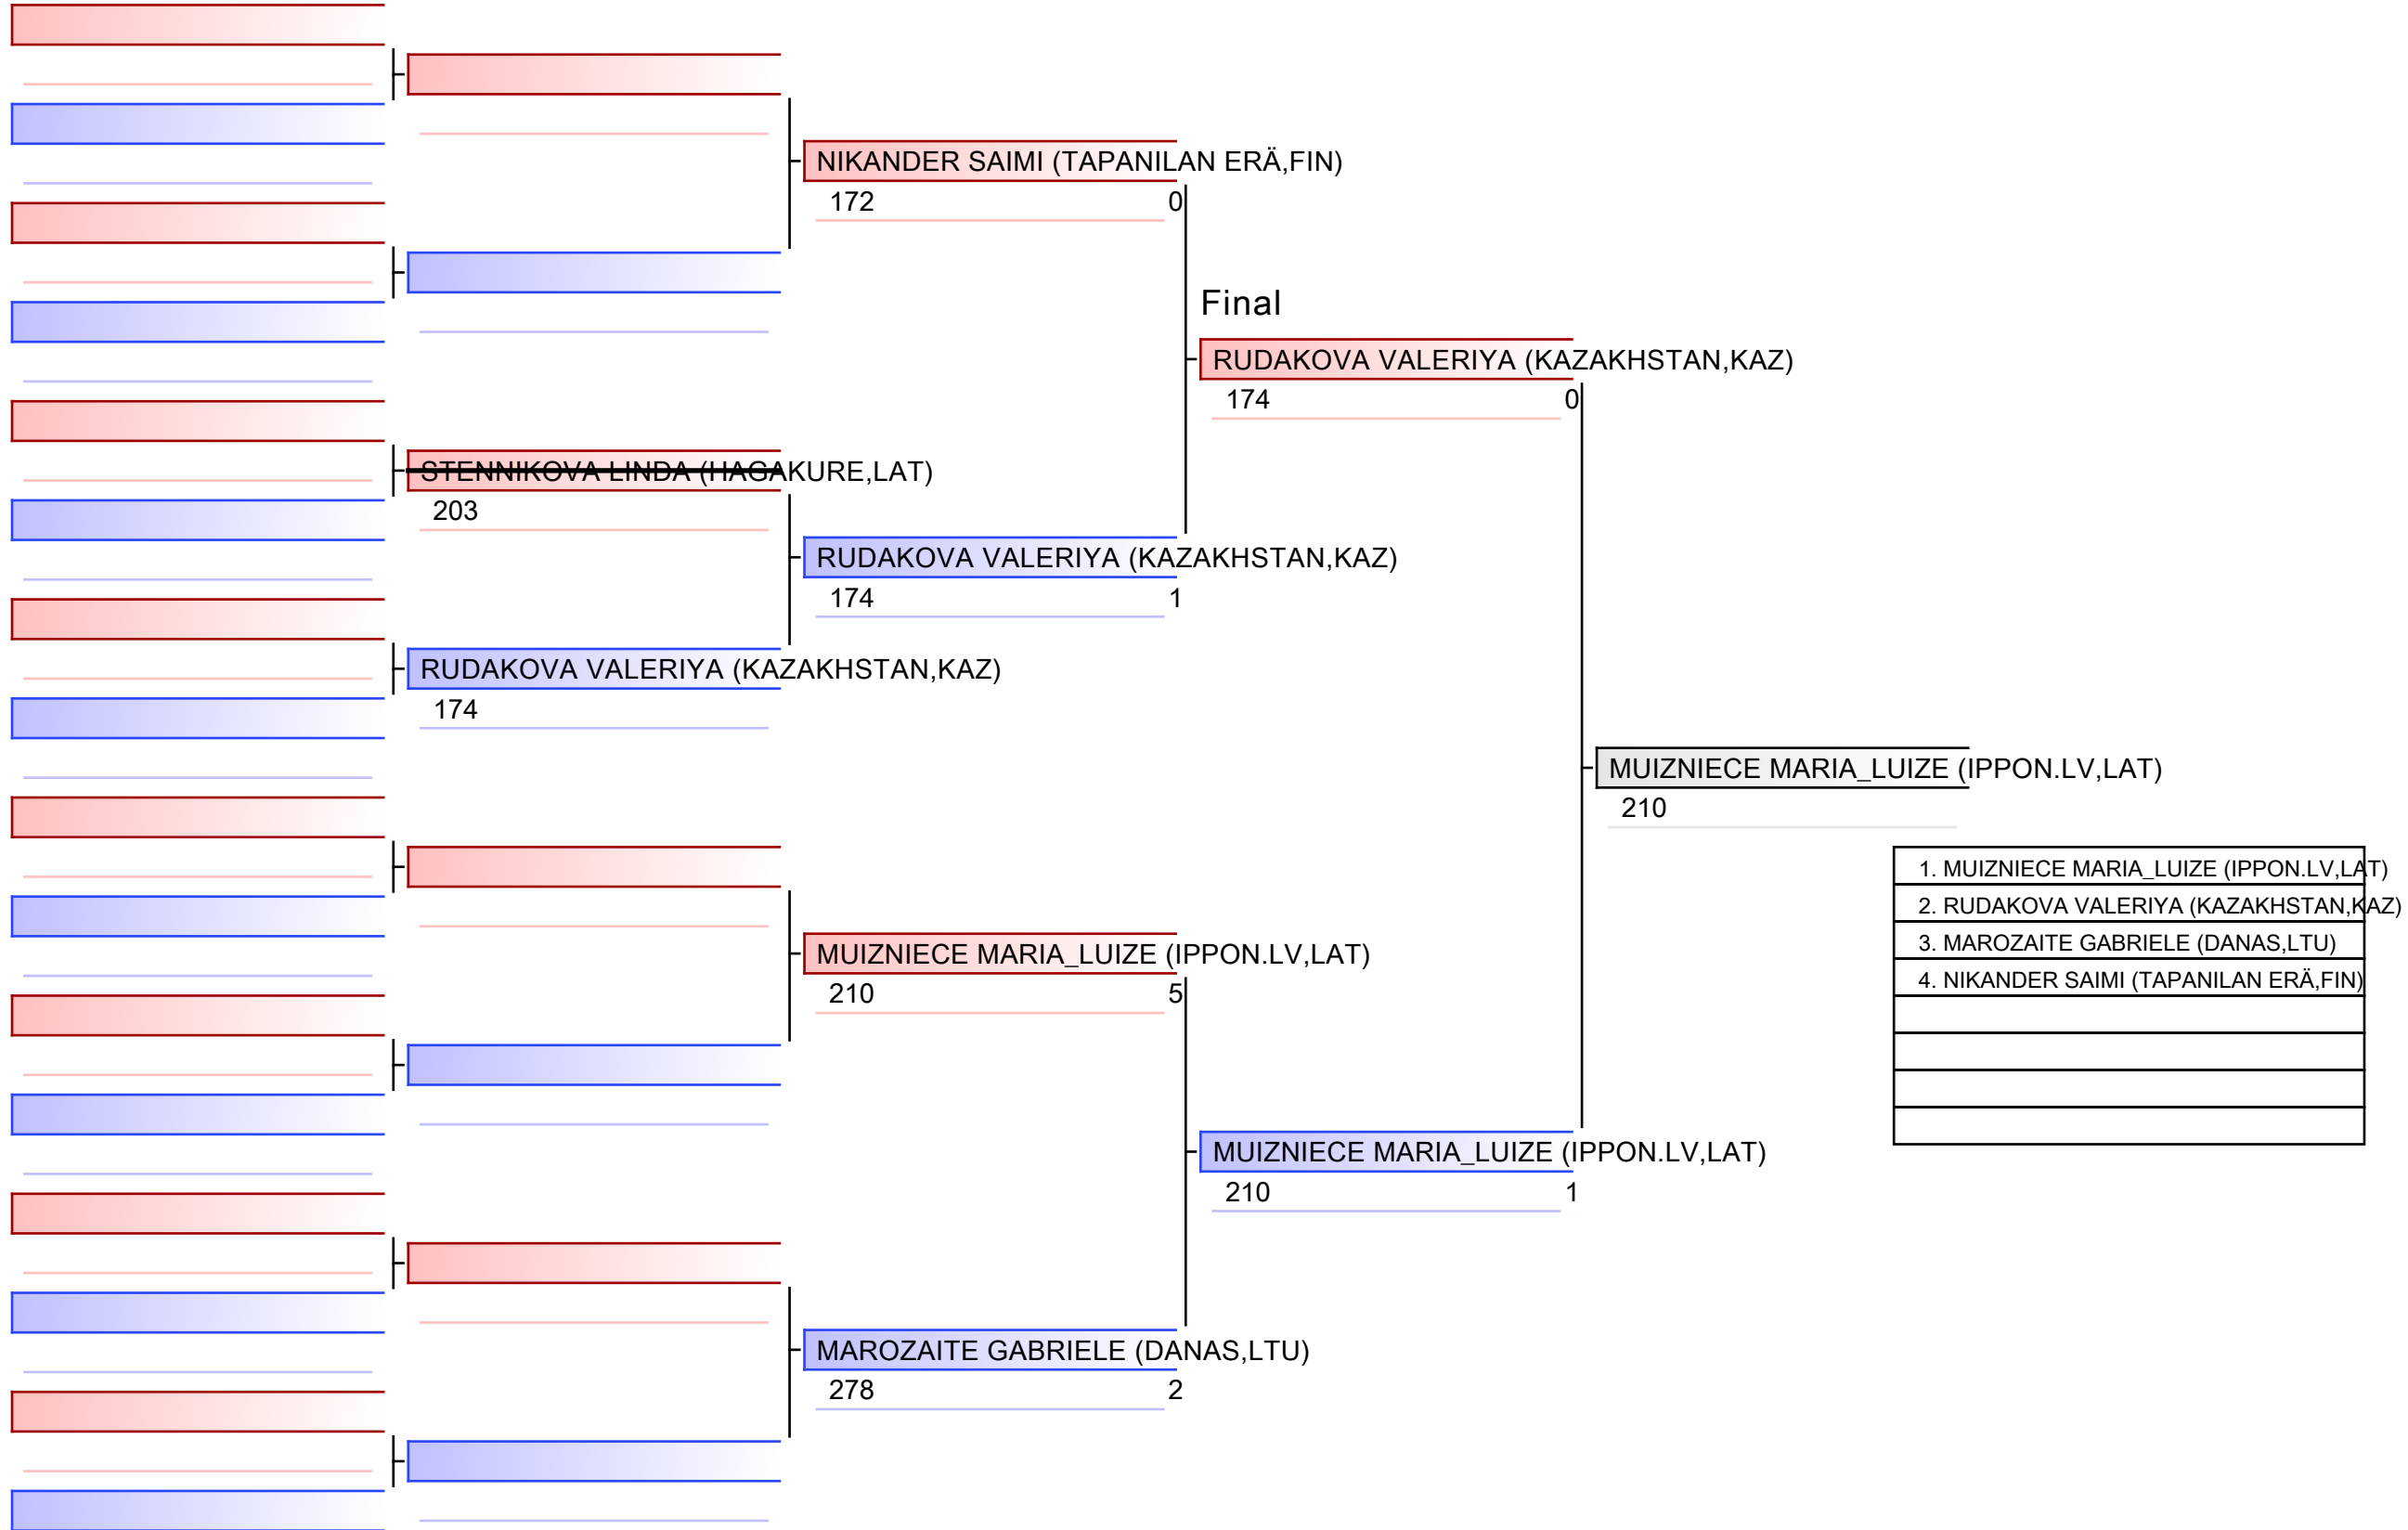 NIKANDER SAIMI (TAPANILAN ERÄ,FIN)
172 0
Final
RUDAKOVA VALERIYA (KAZAKHSTAN,KAZ)
174 0
STENNIKOVA LINDA (HAGAKURE,LAT)
203
RUDAKOVA VALERIYA (KAZAKHSTAN,KAZ)
174 1
RUDAKOVA VALERIYA (KAZAKHSTAN,KAZ)
174
MUIZNIECE MARIA_LUIZE (IPPON.LV,LAT)
210
1. MUIZNIECE MARIA_LUIZE (IPPON.LV,LAT)
2. RUDAKOVA VALERIYA (KAZAKHSTAN,KAZ)
3. MAROZAITE GABRIELE (DANAS,LTU)
4. NIKANDER SAIMI (TAPANILAN ERÄ,FIN)
MUIZNIECE MARIA_LUIZE (IPPON.LV,LAT)
210 5
MUIZNIECE MARIA_LUIZE (IPPON.LV,LAT)
210 1
MAROZAITE GABRIELE (DANAS,LTU)
278 2